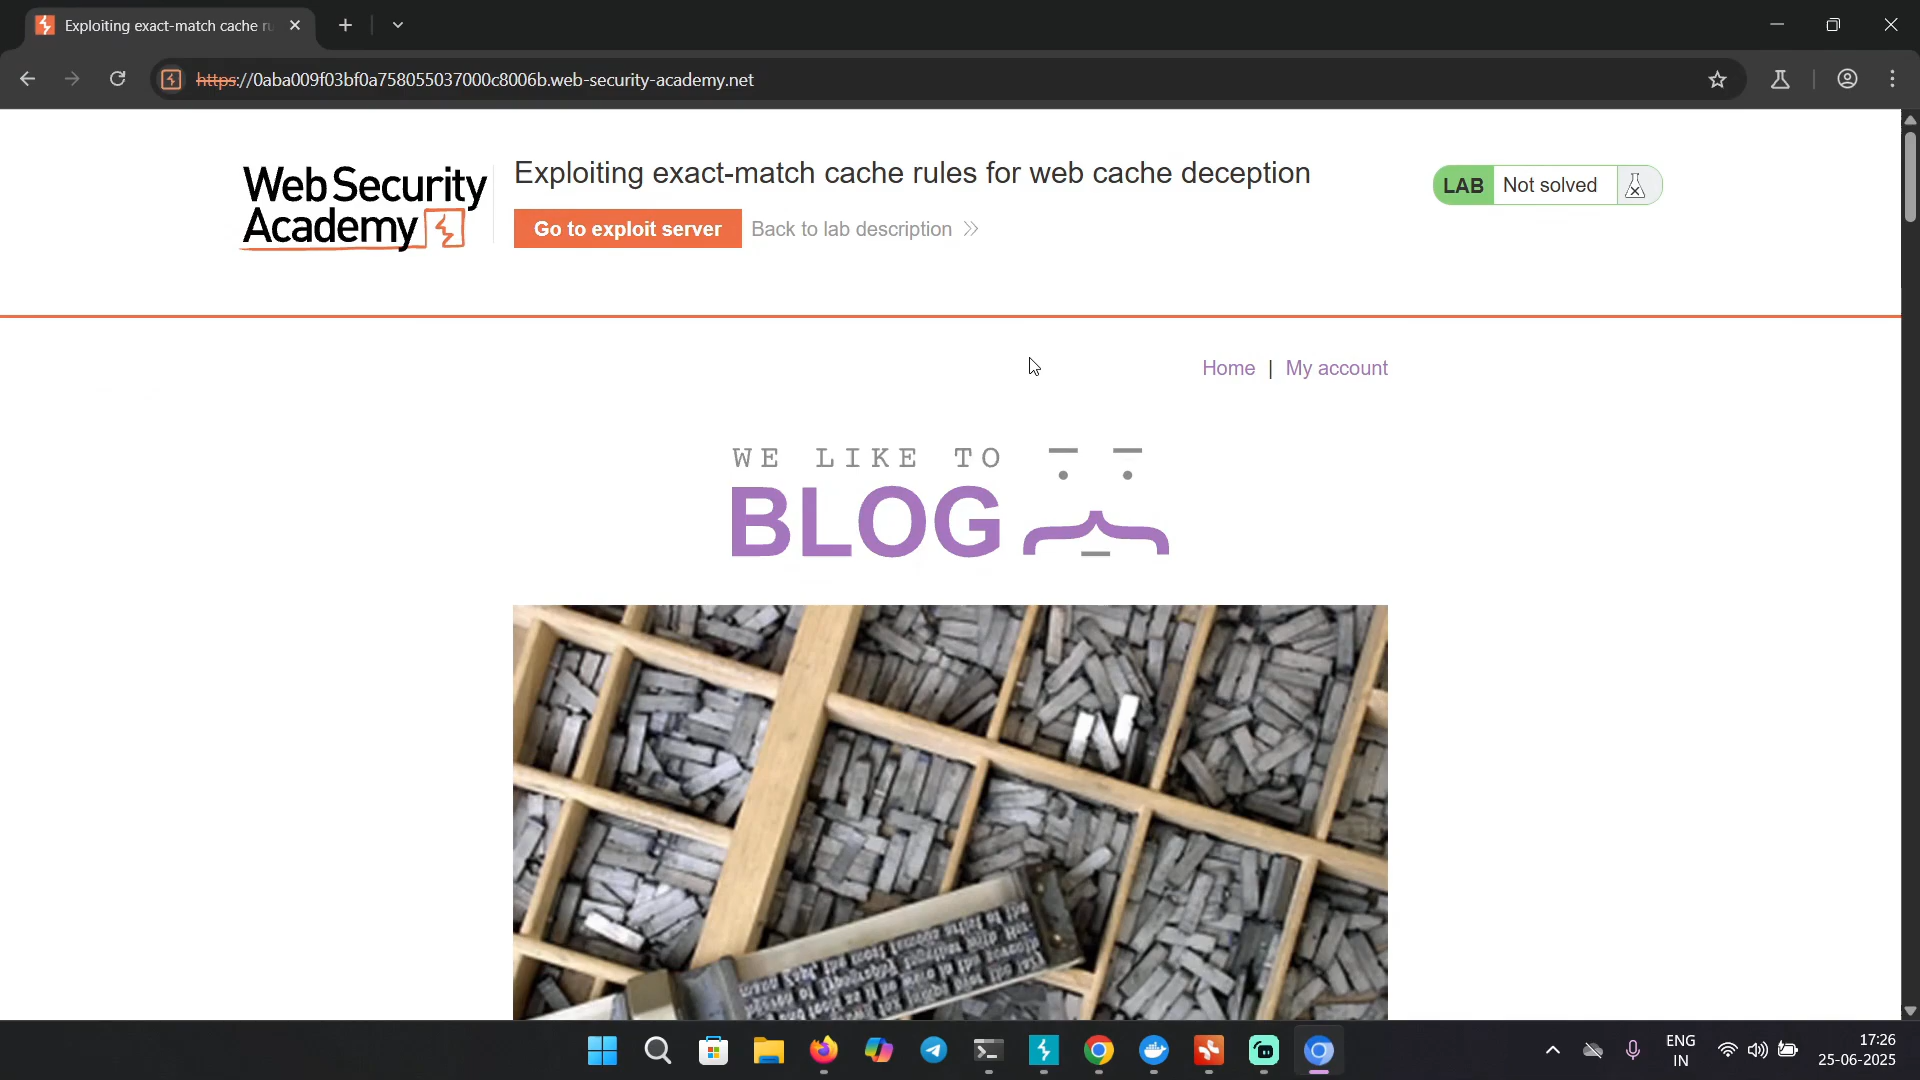 Exploiting exact-match cache ru
https://0aba009f03bf0a758055037000c8006b.web-security-academy.net
Web Security
Academy
Exploiting exact-match cache rules for web cache deception
Go to exploit server
Back to lab description
LAB
Not solved
Home | My account
WE LIKE TO
BLOG
ENG
IN
17:26
25-06-2025